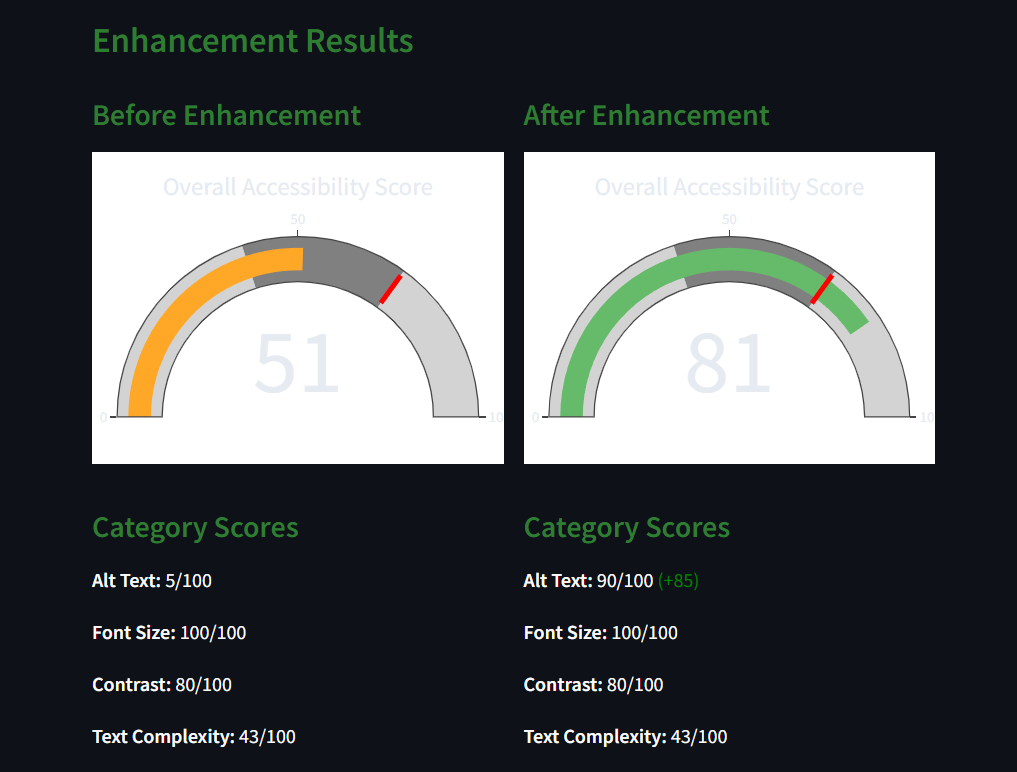 Enhancement Results
Before Enhancement
Overall Accessibility Score
50
51
0
10
Category Scores
Alt Text: 5/100
Font Size: 100/100
Contrast: 80/100
Text Complexity: 43/100
After Enhancement
Overall Accessibility Score
50
81
0
10
Category Scores
Alt Text: 90/100 (+85)
Font Size: 100/100
Contrast: 80/100
Text Complexity: 43/100